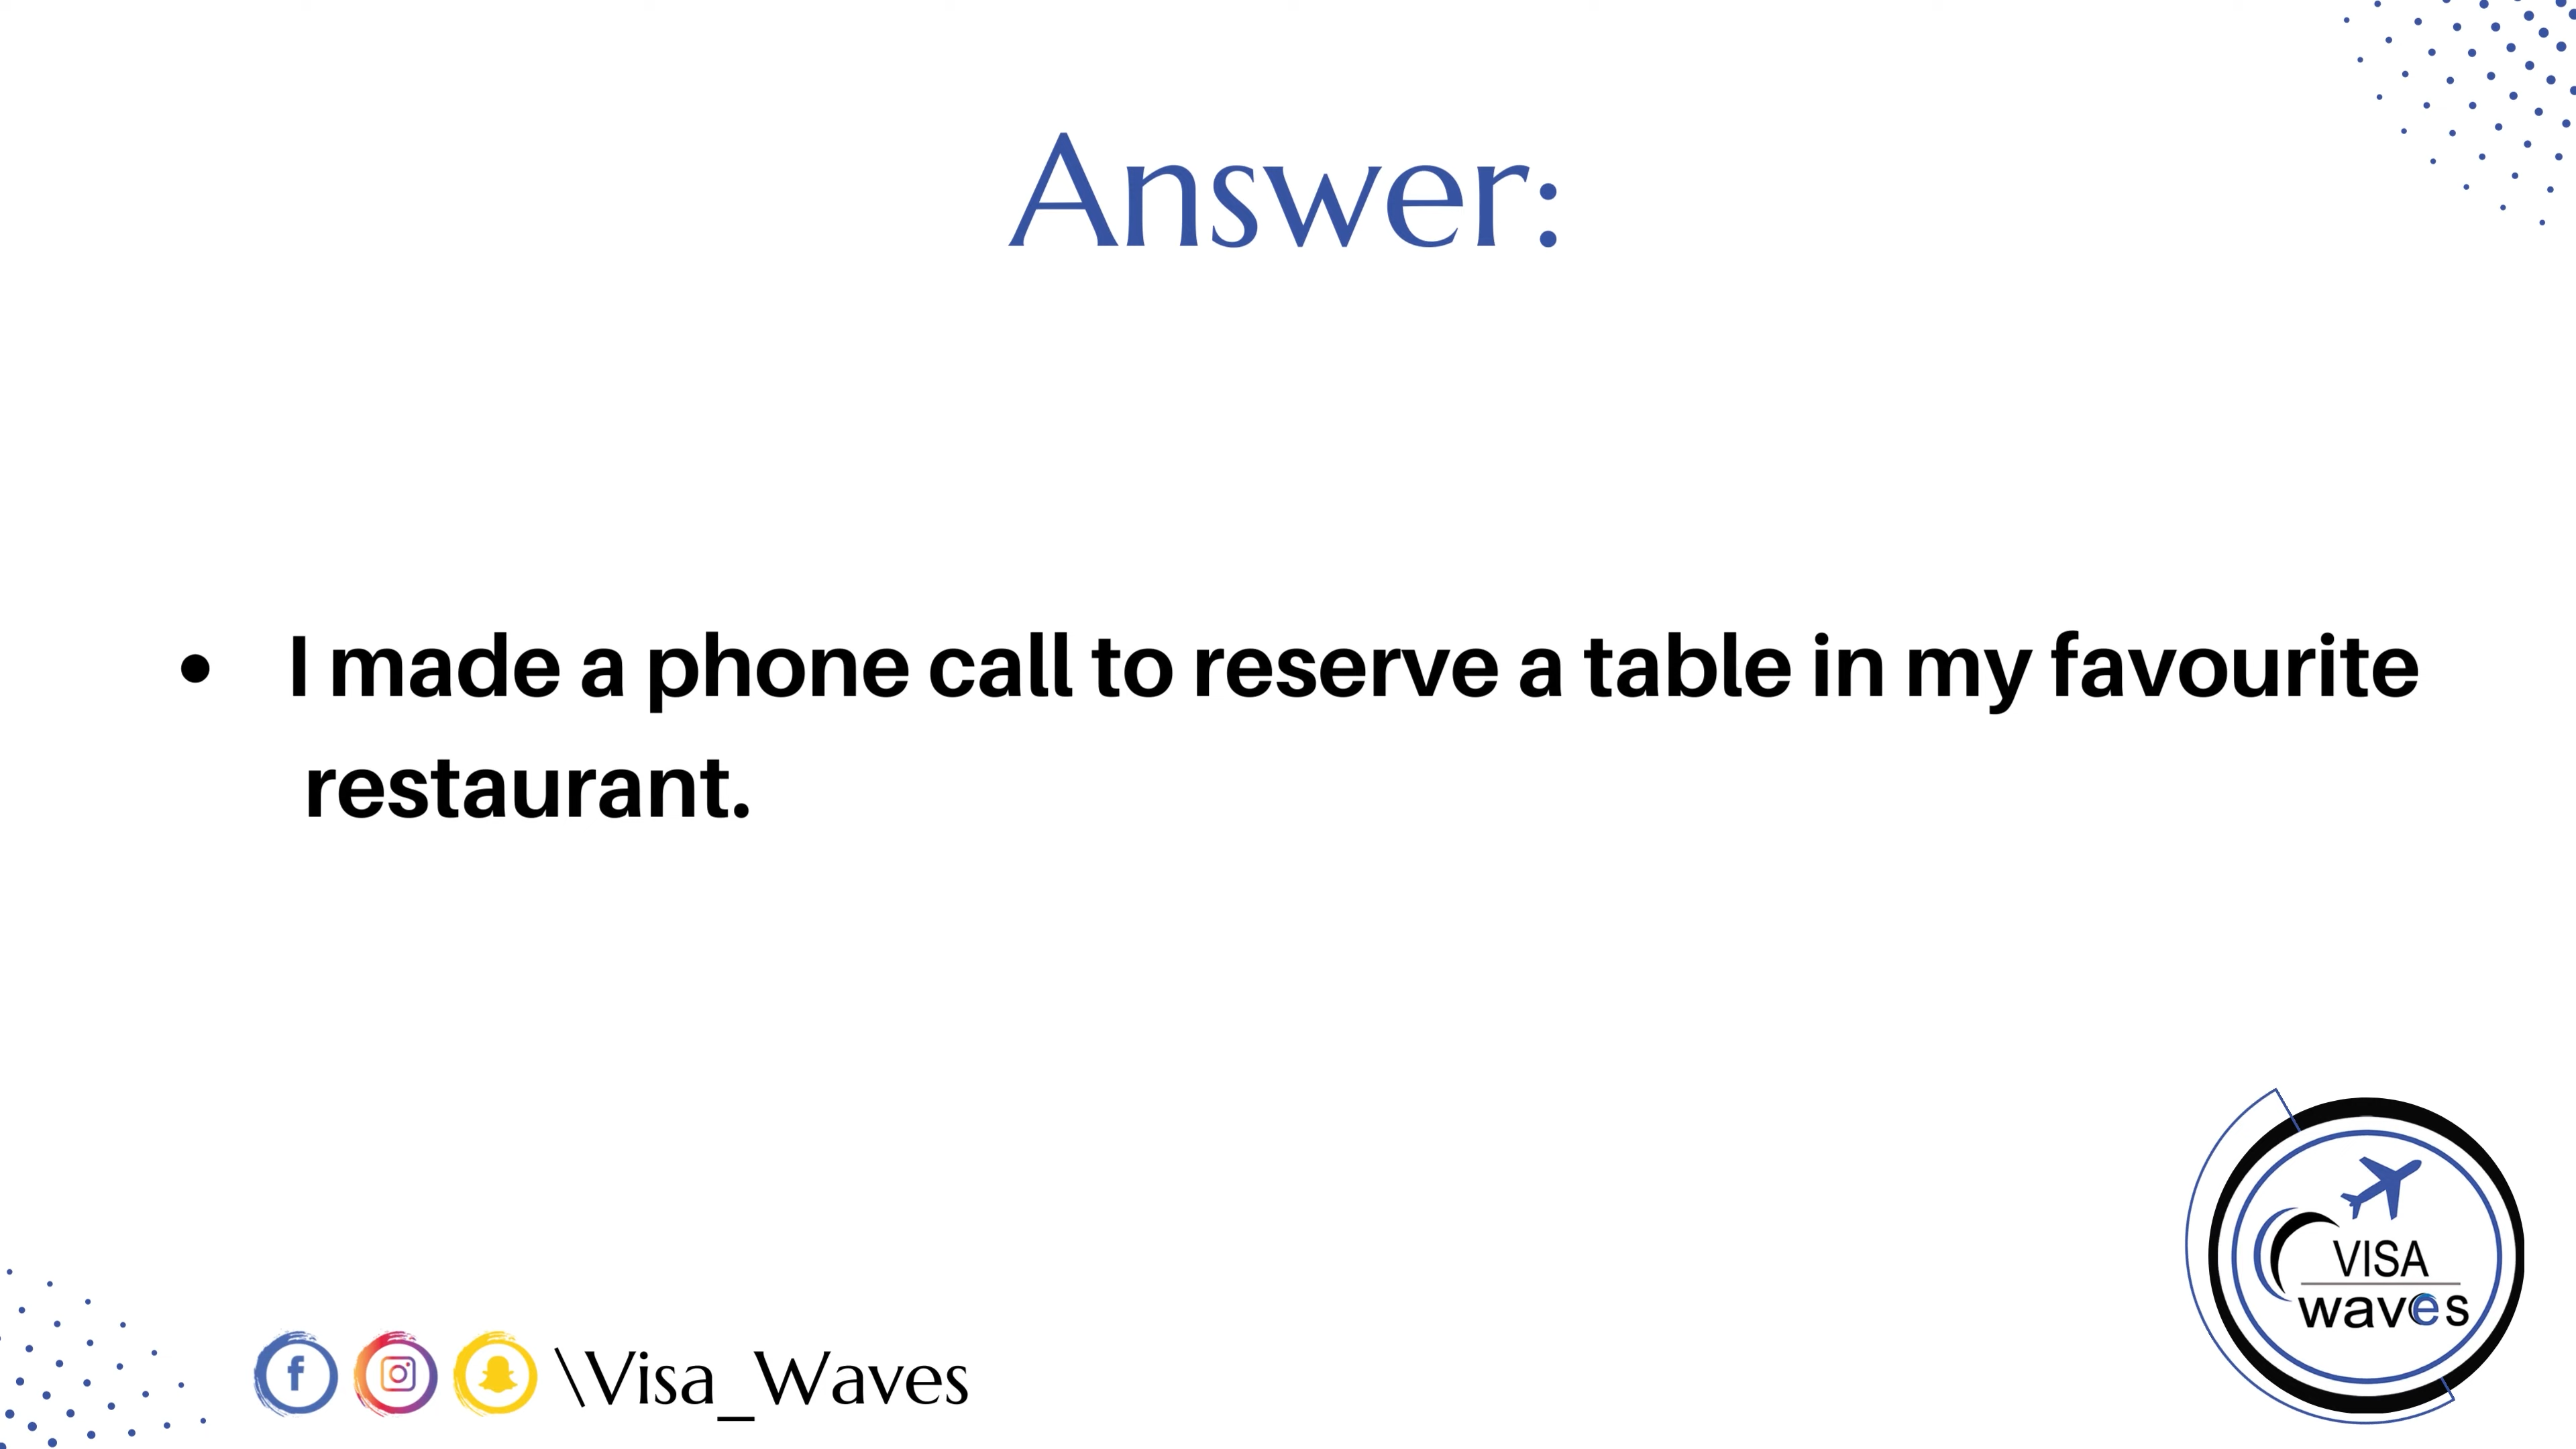 Answer:
• I made a phone call to reserve a table in my favourite
restaurant.
VISA
waves
\Visa_Waves